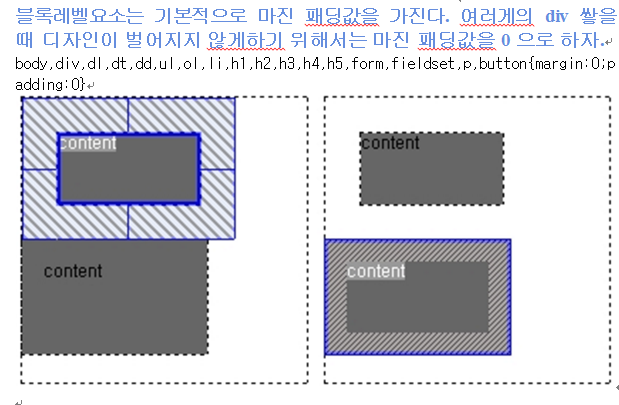 블록레벨요소는 기본적으로 마진 패딩값을 가진다. 여러게의 div 쌓을
때 디자인이 벌어지지 않게하기 위해서는 마진 패딩값을 0 으로 하자.
body,div,dl,dt,dd,ul,ol,li,h1,h2,h3,h4,h5,form,fieldset,p,button{margin:0;p
adding:0}
content
content
content
content